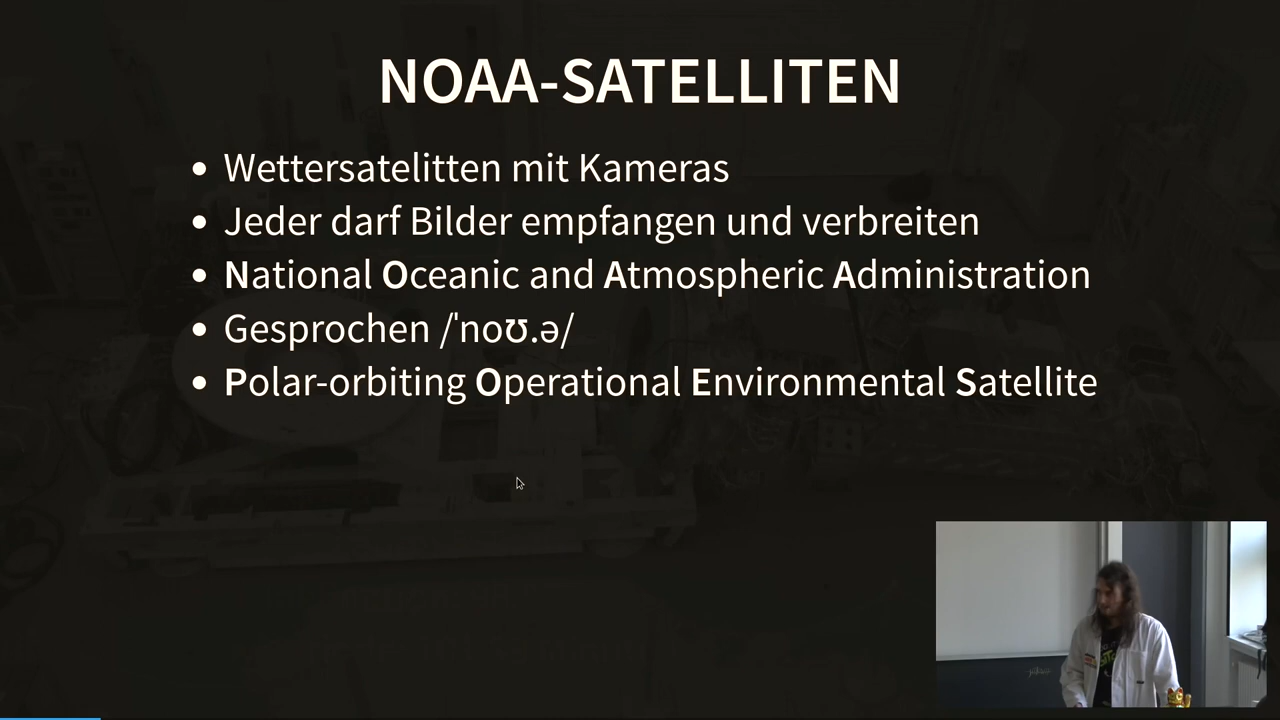 NOAA-SATELLITEN
Wettersatelitten mit Kameras
Jeder darf Bilder empfangen und verbreiten
National Oceanic and Atmospheric Administration
Gesprochen /ˈnoʊ.ə/
Polar-orbiting Operational Environmental Satellite